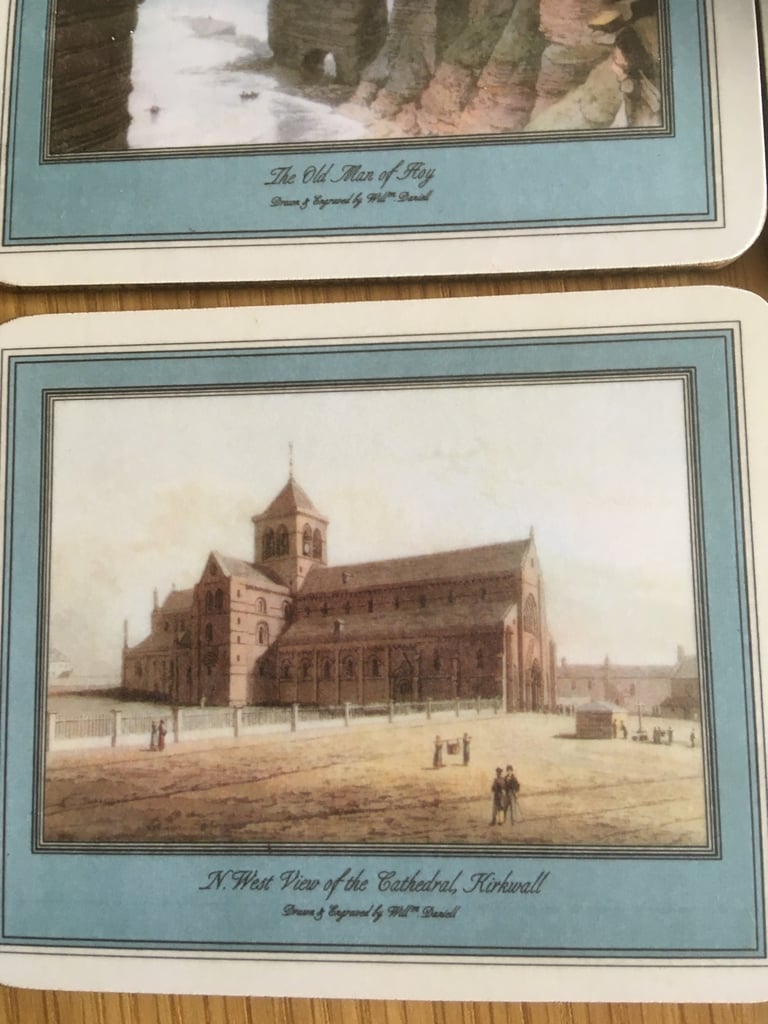 The Old Man of Hoy
Drawn & Engraved by Willm. Daniell
N. West View of the Cathedral, Kirkwall
Drawn & Engraved by Willm. Daniell